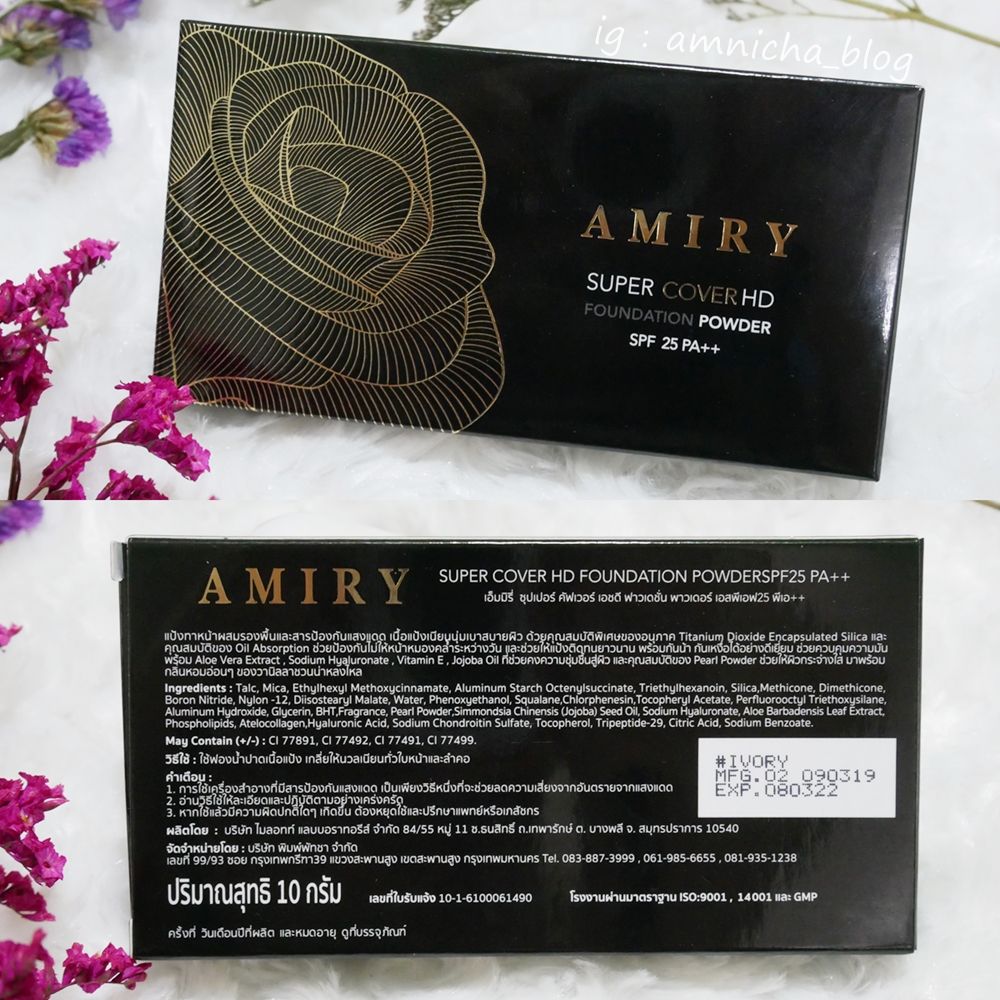 ig : amnicha_blog
AMIRY
SUPER COVER HD
FOUNDATION POWDER
SPF 25 PA++
AMIRY
SUPER COVER HD FOUNDATION POWDERSPF25 PA++
เอ็มมิรี่ ซุปเปอร์ คัฟเวอร์ เอชดี ฟาวเดชั่น พาวเดอร์ เอสพีเอฟ25 พีเอ++
แป้งทาหน้าผสมรองพื้นและสารป้องกันแสงแดด เนื้อแป้งเนียนนุ่มเบาสบายผิว ด้วยคุณสมบัติพิเศษของอนุภาค Titanium Dioxide Encapsulated Silica และ
คุณสมบัติของ Oil Absorption ช่วยป้องกันไม่ให้หน้าหมองคล้ำระหว่างวัน และช่วยให้แป้งติดทนยาวนาน พร้อมกันน้ำ กันเหงื่อได้อย่างดีเยี่ยม ช่วยควบคุมความมัน
พร้อม Aloe Vera Extract , Sodium Hyaluronate , Vitamin E , Jojoba Oil ที่ช่วยคงความชุ่มชื้นสู่ผิว และคุณสมบัติของ Pearl Powder ช่วยให้ผิวกระจ่างใส มาพร้อม
กลิ่นหอมอ่อนๆ ของวานิลลาชวนน่าหลงไหล
Ingredients : Talc, Mica, Ethylhexyl Methoxycinnamate, Aluminum Starch Octenylsuccinate, Triethylhexanoin, Silica,Methicone, Dimethicone,
Boron Nitride, Nylon -12, Diisostearyl Malate, Water, Phenoxyethanol, Squalane,Chlorphenesin,Tocopheryl Acetate, Perfluorooctyl Triethoxysilane,
Aluminum Hydroxide, Glycerin, BHT,Fragrance, Pearl Powder,Simmondsia Chinensis (Jojoba) Seed Oil, Sodium Hyaluronate, Aloe Barbadensis Leaf Extract,
Phospholipids, Atelocollagen,Hyaluronic Acid, Sodium Chondroitin Sulfate, Tocopherol, Tripeptide-29, Citric Acid, Sodium Benzoate.
May Contain (+/-) : CI 77891, CI 77492, CI 77491, CI 77499.
วิธีใช้ : ใช้ฟองน้ำปาดเนื้อแป้ง เกลี่ยให้นวลเนียนทั่วใบหน้าและลำคอ
คำเตือน :
1. การใช้เครื่องสำอางที่มีสารป้องกันแสงแดด เป็นเพียงวิธีหนึ่งที่จะช่วยลดความเสี่ยงจากอันตรายจากแสงแดด
2. อ่านวิธีใช้ให้ละเอียดและปฏิบัติตามอย่างเคร่งครัด
3. หากใช้แล้วมีความผิดปกติใดๆ เกิดขึ้น ต้องหยุดใช้และปรึกษาแพทย์หรือเภสัชกร
#IVORY
MFG.02 090319
EXP.080322
ผลิตโดย : บริษัท ไมลอทท์ แลบบอราทอรีส์ จำกัด 84/55 หมู่ 11 ซ.ธนสิทธิ์ ถ.เทพารักษ์ ต. บางพลี จ. สมุทรปราการ 10540
จัดจำหน่ายโดย : บริษัท พิมพ์พัทชา จำกัด
เลขที่ 99/93 ซอย กรุงเทพกรีฑา39 แขวงสะพานสูง เขตสะพานสูง กรุงเทพมหานคร Tel. 083-887-3999 , 061-985-6655 , 081-935-1238
ปริมาณสุทธิ 10 กรัม
เลขที่ใบรับแจ้ง 10-1-6100061490
โรงงานผ่านมาตราฐาน ISO:9001 , 14001 และ GMP
ครั้งที่ วันเดือนปีที่ผลิต และหมดอายุ ดูที่บรรจุภัณฑ์